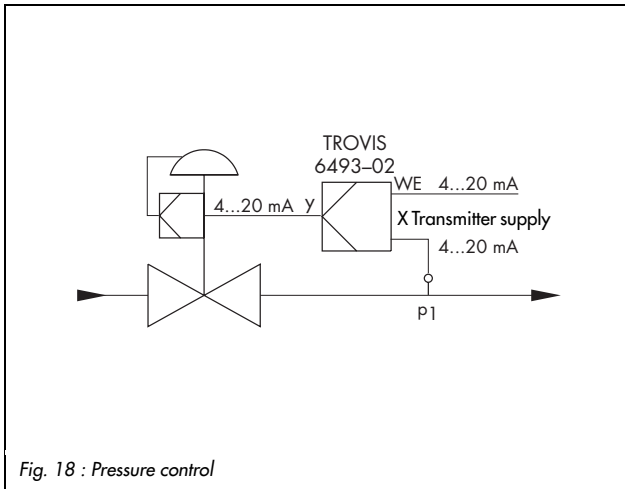 TROVIS
6493–02
WE 4...20 mA
4...20 mA y
X Transmitter supply
4...20 mA
p1
Fig. 18 : Pressure control